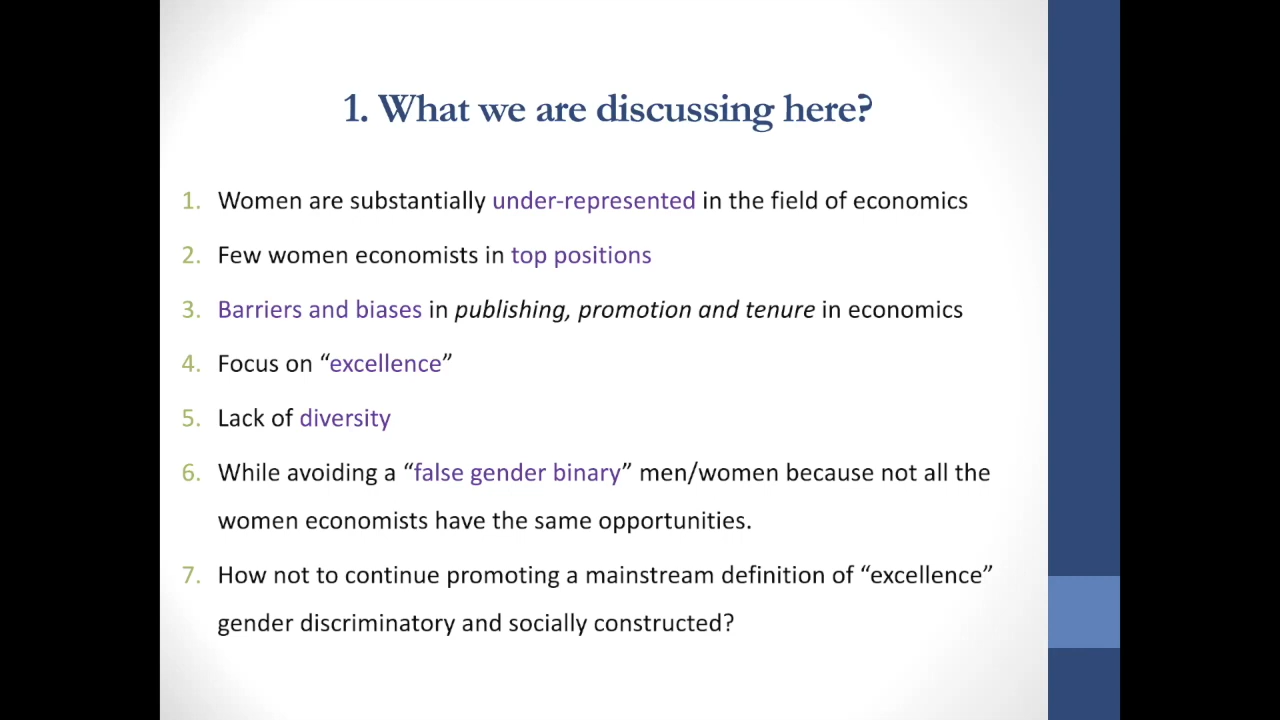 1. What we are discussing here?
1. Women are substantially under-represented in the field of economics
2. Few women economists in top positions
3. Barriers and biases in publishing, promotion and tenure in economics
4. Focus on “excellence”
5. Lack of diversity
6. While avoiding a “false gender binary” men/women because not all the
women economists have the same opportunities.
7. How not to continue promoting a mainstream definition of “excellence”
gender discriminatory and socially constructed?